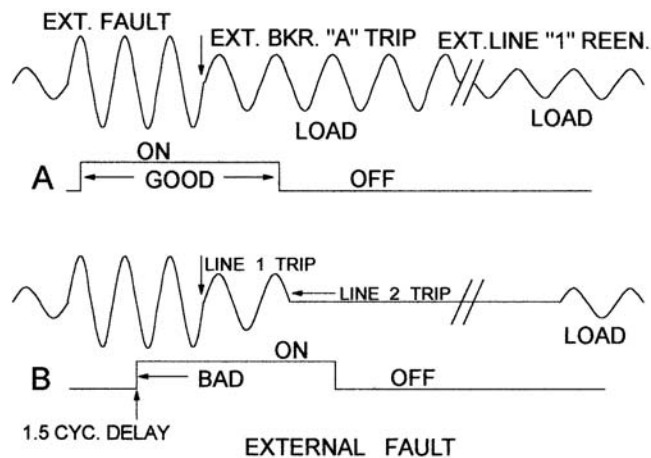 EXT. FAULT
EXT. BKR. "A" TRIP
EXT.LINE "1" REEN.
LOAD
LOAD
A
ON
GOOD
OFF
LINE 1 TRIP
LINE 2 TRIP
LOAD
B
ON
BAD
OFF
1.5 CYC. DELAY
EXTERNAL FAULT